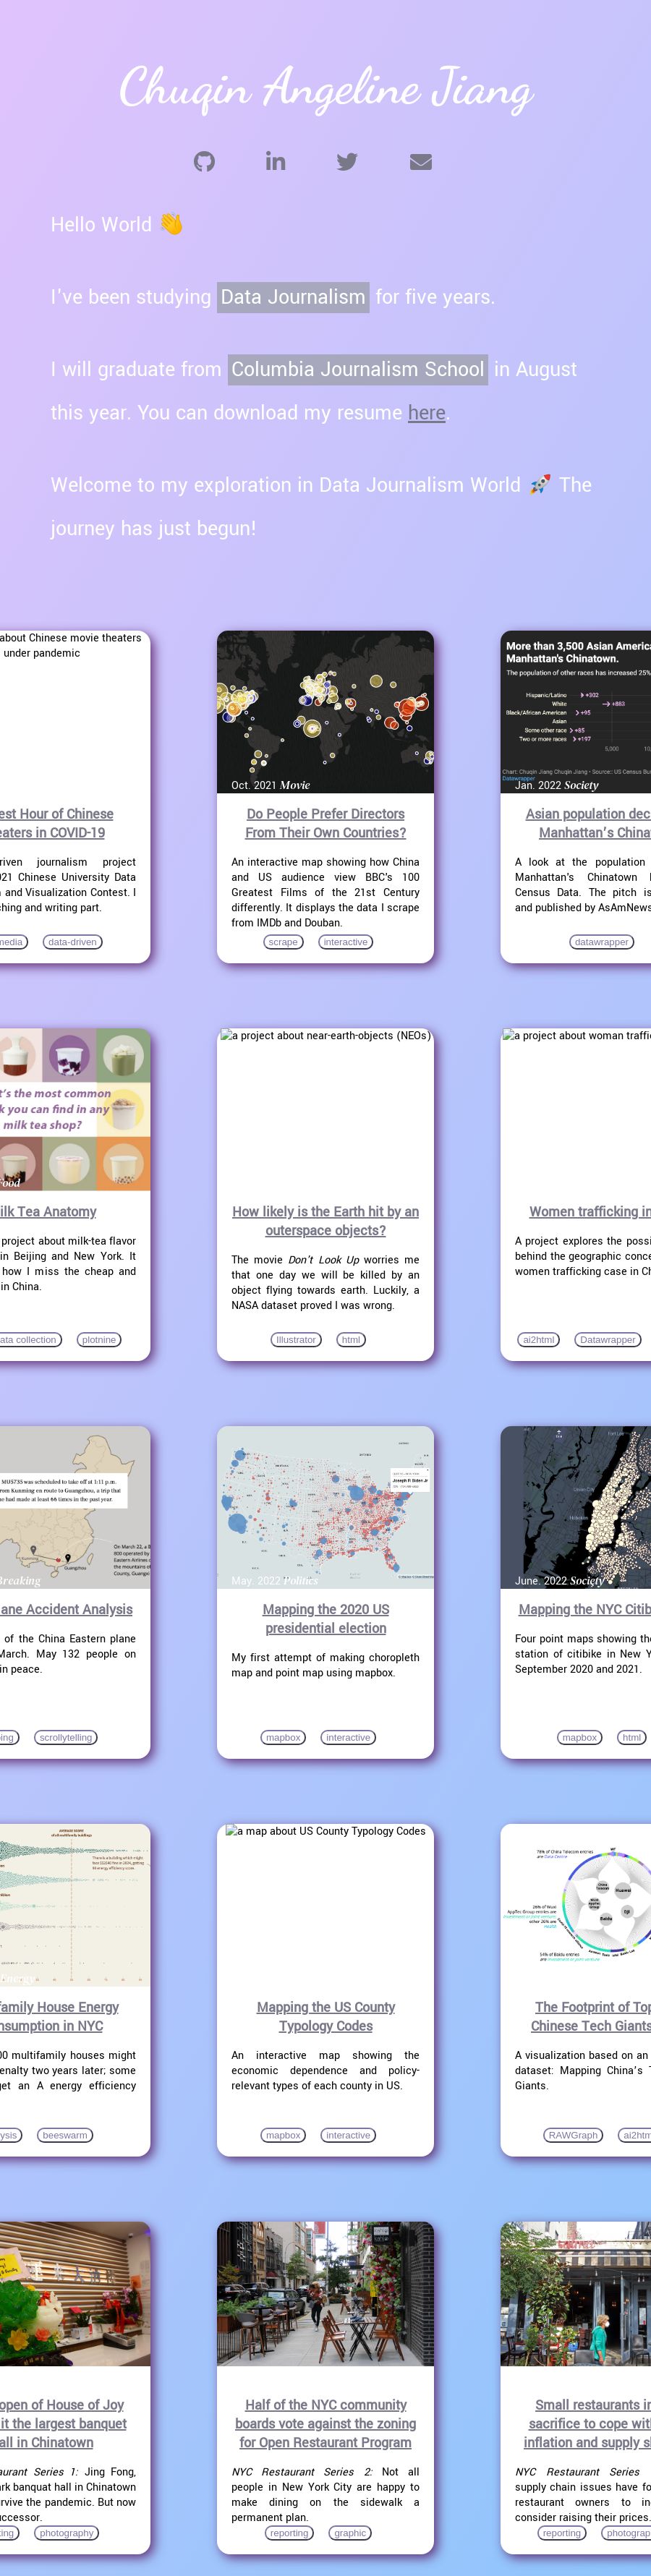 Chuqin Angeline Jiang
Hello World 👋
I've been studying Data Journalism for five years.
I will graduate from Columbia Journalism School in August
this year. You can download my resume here.
Welcome to my exploration in Data Journalism World 🚀 The
journey has just begun!
about Chinese movie theaters
under pandemic
est Hour of Chinese
eaters in COVID-19
riven journalism project
021 Chinese University Data
and Visualization Contest. I
ching and writing part.
media
data-driven
Oct. 2021 Movie
Do People Prefer Directors
From Their Own Countries?
An interactive map showing how China
and US audience view BBC's 100
Greatest Films of the 21st Century
differently. It displays the data I scrape
from IMDb and Douban.
scrape
interactive
More than 3,500 Asian America
Manhattan's Chinatown.
The population of other races has increased 25%
Hispanic/Latino +302
White +883
Black/African American +95
Asian
Some other race +85
Two or more races +197
5,000 10
Chart: Chuqin Jiang Chuqin Jiang • Source: US Census Bu
Datawrapper
Jan. 2022 Society
Asian population dec
Manhattan's China
A look at the population
Manhattan's Chinatown
Census Data. The pitch is
and published by AsAmNews
datawrapper
t's the most common
k you can find in any
milk tea shop?
Food
ilk Tea Anatomy
project about milk-tea flavor
in Beijing and New York. It
how I miss the cheap and
in China.
ata collection
plotnine
a project about near-earth-objects (NEOs)
How likely is the Earth hit by an
outerspace objects?
The movie Don't Look Up worries me
that one day we will be killed by an
object flying towards earth. Luckily, a
NASA dataset proved I was wrong.
Illustrator
html
a project about woman traffic
Women trafficking in
A project explores the possi
behind the geographic conce
women trafficking case in Ch
ai2html
Datawrapper
MU5735 was scheduled to take off at 1:11 p.m.
from Kunming en route to Guangzhou, a trip that
ne had made at least 66 times in the past year.
Guangzhou
On March 22, a B
800 operated by
Eastern Airlines c
the mountains o
County, Guangx
Breaking
ane Accident Analysis
of the China Eastern plane
March. May 132 people on
in peace.
ping
scrollytelling
Joseph R Biden Jr
May. 2022 Politics
Mapping the 2020 US
presidential election
My first attempt of making choropleth
map and point map using mapbox.
mapbox
interactive
June. 2022 Society
Mapping the NYC Citib
Four point maps showing the
station of citibike in New Y
September 2020 and 2021.
mapbox
html
family House Energy
nsumption in NYC
00 multifamily houses might
enalty two years later; some
get an A energy efficiency
ysis
beeswarm
a map about US County Typology Codes
Mapping the US County
Typology Codes
An interactive map showing the
economic dependence and policy-
relevant types of each county in US.
mapbox
interactive
78% of China Telecom entries
are Data Centre
Huawei
Baidu
54% of Baidu entries
The Footprint of Top
Chinese Tech Giants
A visualization based on an
dataset: Mapping China's T
Giants.
RAWGraph
ai2htm
open of House of Joy
it the largest banquet
all in Chinatown
aurant Series 1: Jing Fong,
ark banquat hall in Chinatown
rvive the pandemic. But now
uccessor.
ting
photography
Half of the NYC community
boards vote against the zoning
for Open Restaurant Program
NYC Restaurant Series 2: Not all
people in New York City are happy to
make dining on the sidewalk a
permanent plan.
reporting
graphic
Small restaurants in
sacrifice to cope wit
inflation and supply s
NYC Restaurant Series
supply chain issues have fo
restaurant owners to in
consider raising their prices.
reporting
photograp